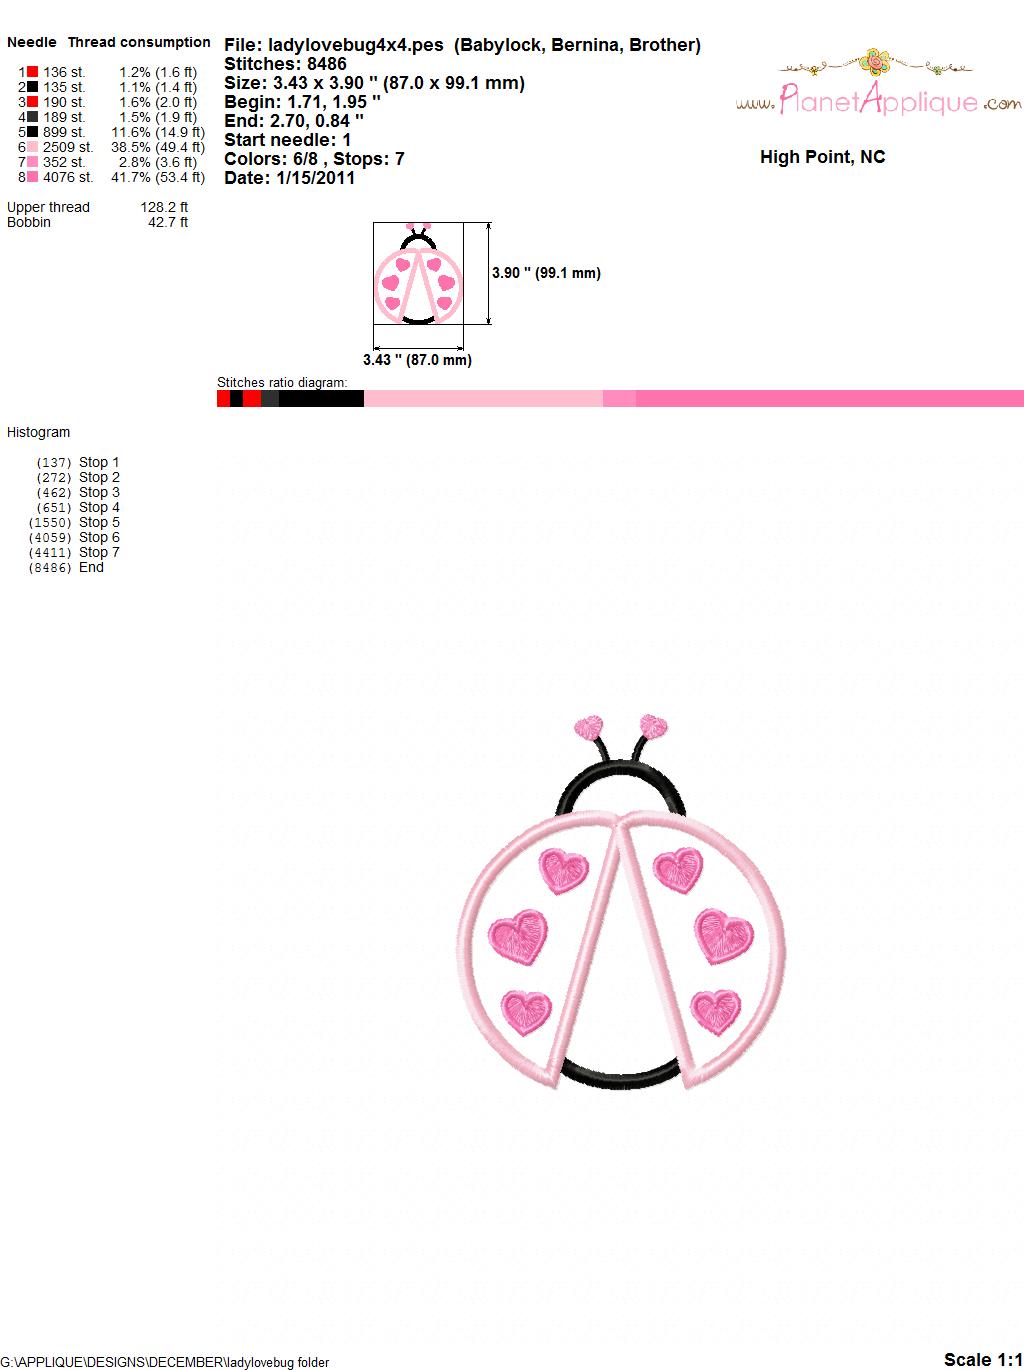 Needle Thread consumption
1 136 st. 1.2% (1.6 ft)
2 135 st. 1.1% (1.4 ft)
3 190 st. 1.6% (2.0 ft)
4 189 st. 1.5% (1.9 ft)
5 899 st. 11.6% (14.9 ft)
6 2509 st. 38.5% (49.4 ft)
7 352 st. 2.8% (3.6 ft)
8 4076 st. 41.7% (53.4 ft)
Upper thread 128.2 ft
Bobbin 42.7 ft
File: ladylovebug4x4.pes (Babylock, Bernina, Brother)
Stitches: 8486
Size: 3.43 x 3.90 " (87.0 x 99.1 mm)
Begin: 1.71, 1.95 "
End: 2.70, 0.84 "
Start needle: 1
Colors: 6/8 , Stops: 7
Date: 1/15/2011
www.PlanetApplique.com
High Point, NC
3.90 " (99.1 mm)
3.43 " (87.0 mm)
Stitches ratio diagram:
Histogram
(137) Stop 1
(272) Stop 2
(462) Stop 3
(651) Stop 4
(1550) Stop 5
(4059) Stop 6
(4411) Stop 7
(8486) End
G:\APPLIQUE\DESIGNS\DECEMBER\ladylovebug folder
Scale 1:1